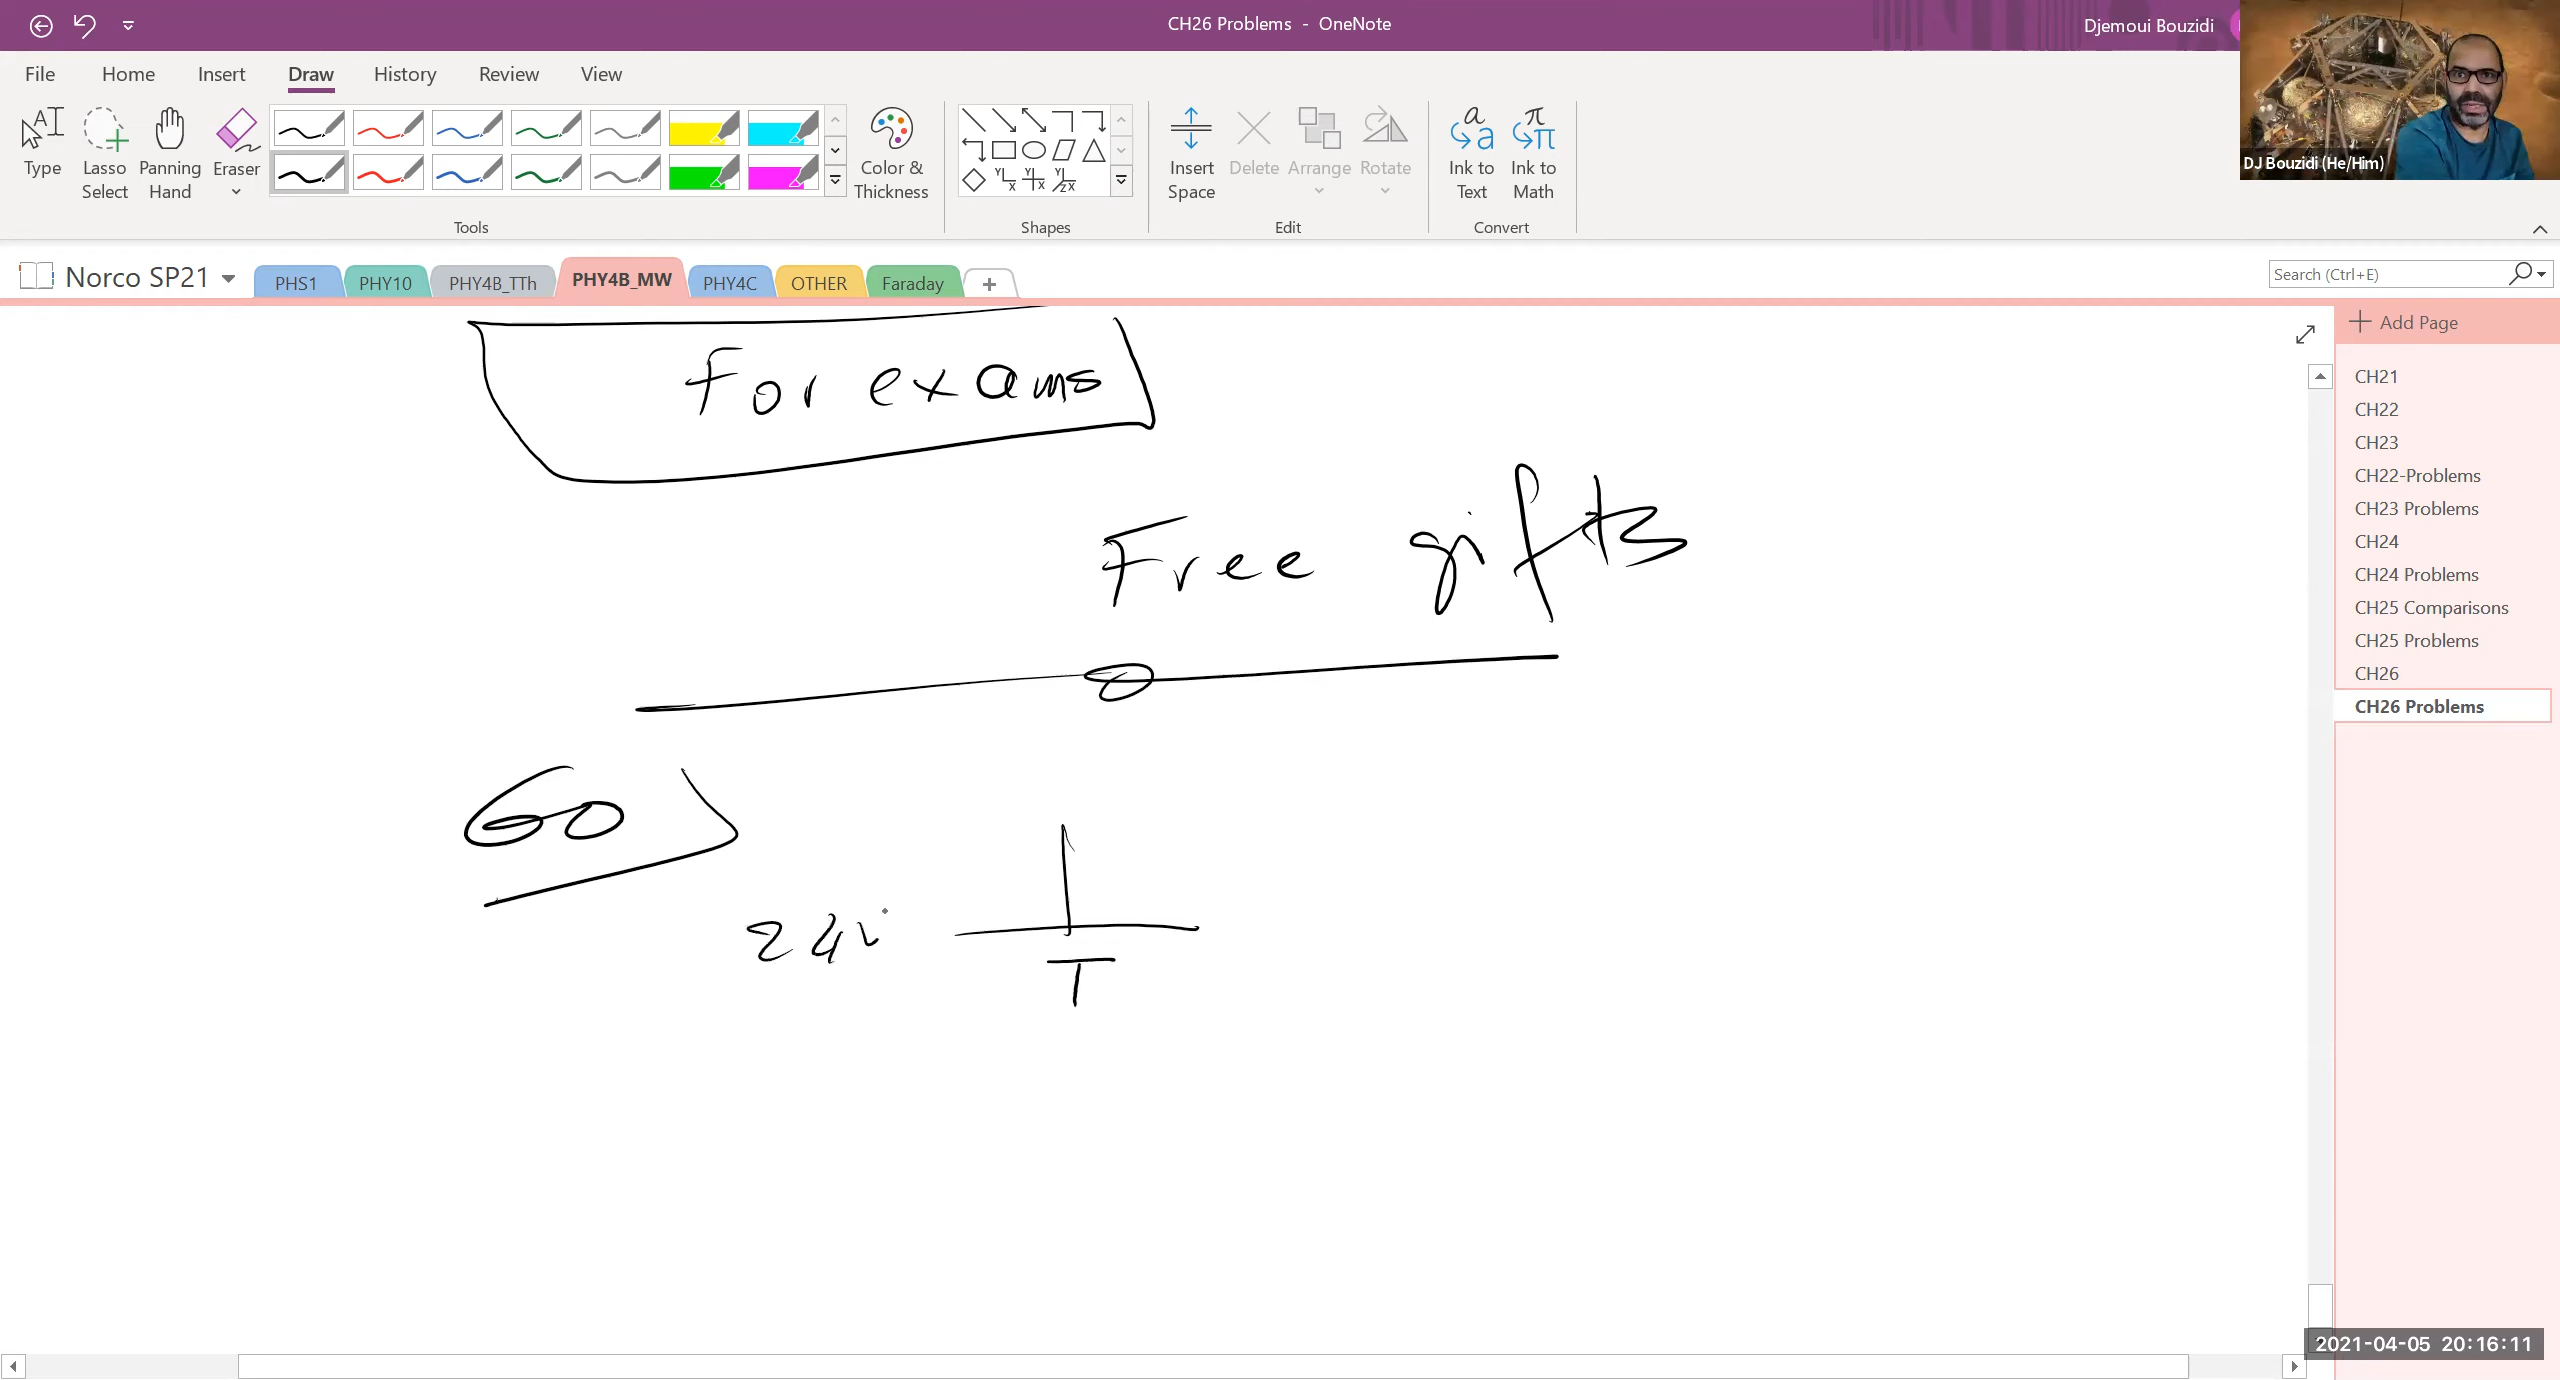 CH26 Problems - OneNote
Djemoui Bouzidi
File Home Insert Draw History Review View
Type
Lasso Select
Panning Hand
Eraser
Color & Thickness
Insert Space
Delete
Arrange
Rotate
Ink to Text
Ink to Math
Tools
Shapes
Edit
Convert
DJ Bouzidi (He/Him)
Norco SP21
PHS1 PHY10 PHY4B_TTh PHY4B_MW PHY4C OTHER Faraday
Search (Ctrl+E)
Add Page
CH21
CH22
CH23
CH22-Problems
CH23 Problems
CH24
CH24 Problems
CH25 Comparisons
CH25 Problems
CH26
CH26 Problems
For exams
Free gifts
60)
24V
2021-04-05 20:16:11